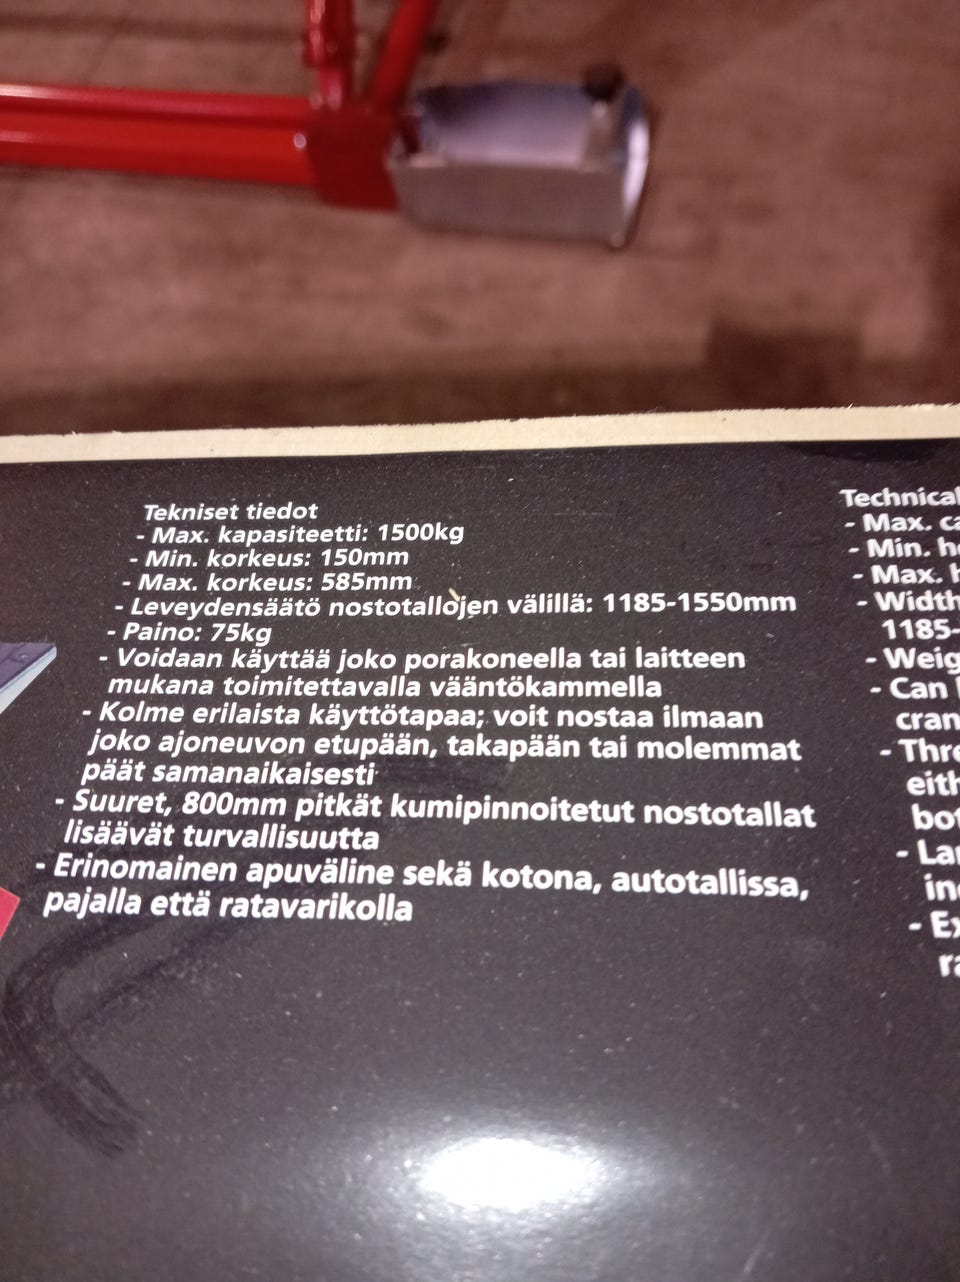 Tekniset tiedot
- Max. kapasiteetti: 1500kg
- Min. korkeus: 150mm
- Max. korkeus: 585mm
- Leveydensäätö nostotallojen välillä: 1185-1550mm
- Paino: 75kg
- Voidaan käyttää joko porakoneella tai laitteen
mukana toimitettavalla vääntökammella
- Kolme erilaista käyttötapaa; voit nostaa ilmaan
joko ajoneuvon etupään, takapään tai molemmat
päät samanaikaisesti
- Suuret, 800mm pitkät kumipinnoitetut nostotallat
lisäävät turvallisuutta
- Erinomainen apuväline sekä kotona, autotallissa,
pajalla että ratavarikolla
Technical
- Max.
- Min.
- Max.
- Width
1185-
- Can